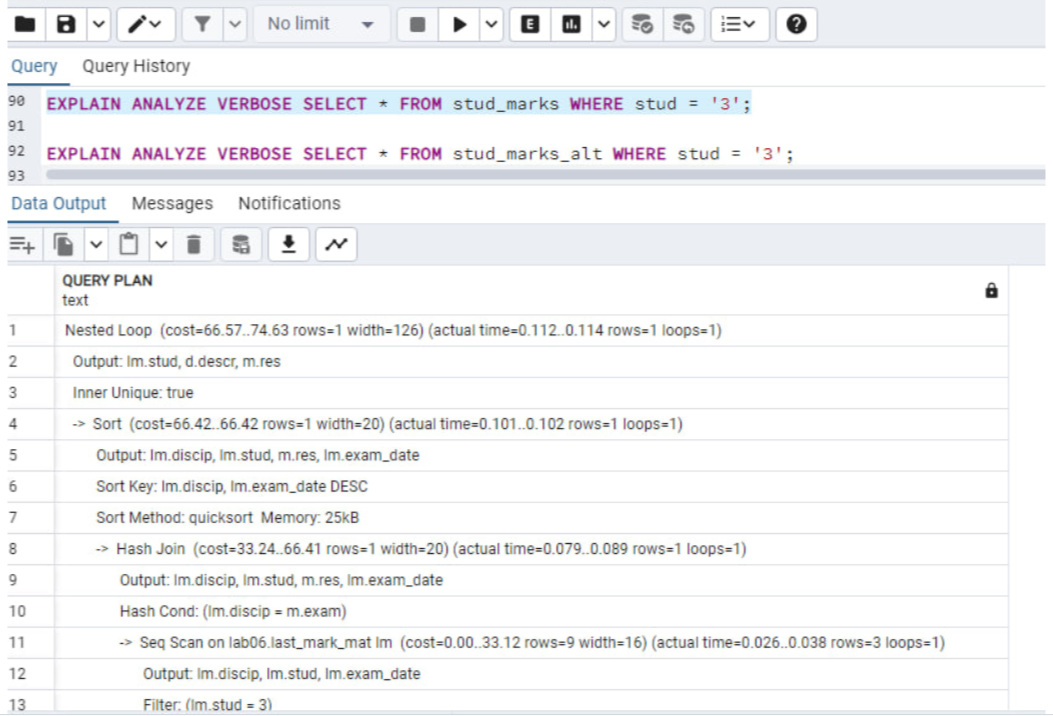 No limit
E
Query Query History
90 EXPLAIN ANALYZE VERBOSE SELECT * FROM stud_marks WHERE stud = '3';
91
92 EXPLAIN ANALYZE VERBOSE SELECT * FROM stud_marks_alt WHERE stud = '3';
93
Data Output Messages Notifications
QUERY PLAN
text
1 Nested Loop (cost=66.57..74.63 rows=1 width=126) (actual time=0.112..0.114 rows=1 loops=1)
2 Output: lm.stud, d.descr, m.res
3 Inner Unique: true
4 -> Sort (cost=66.42..66.42 rows=1 width=20) (actual time=0.101..0.102 rows=1 loops=1)
5 Output: lm.discip, lm.stud, m.res, lm.exam_date
6 Sort Key: lm.discip, lm.exam_date DESC
7 Sort Method: quicksort Memory: 25kB
8 -> Hash Join (cost=33.24..66.41 rows=1 width=20) (actual time=0.079..0.089 rows=1 loops=1)
9 Output: lm.discip, lm.stud, m.res, lm.exam_date
10 Hash Cond: (lm.discip = m.exam)
11 -> Seq Scan on lab06.last_mark_mat lm (cost=0.00..33.12 rows=9 width=16) (actual time=0.026..0.038 rows=3 loops=1)
12 Output: lm.discip, lm.stud, lm.exam_date
13 Filter: (lm.stud = 3)